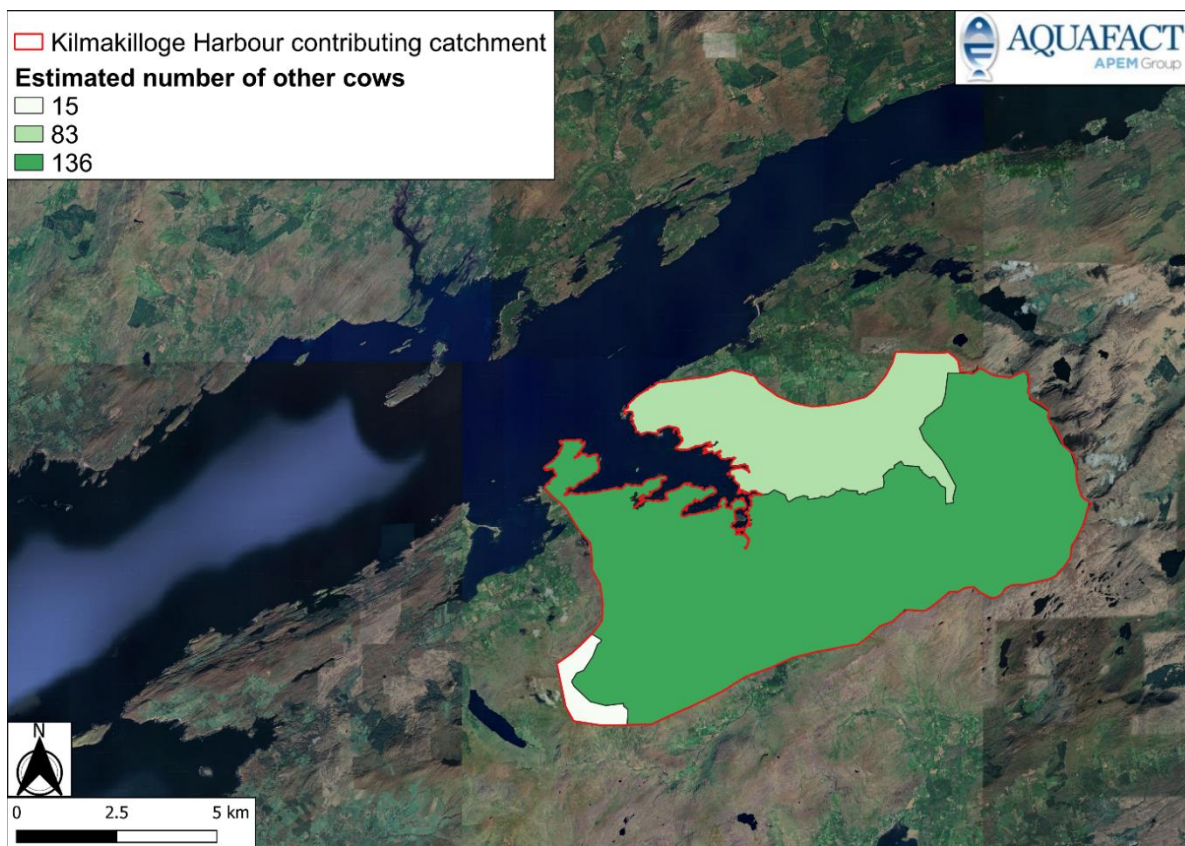 Kilmakilloge Harbour contributing catchment
Estimated number of other cows
15
83
136
AQUAFACT
APEM Group
N
0 2.5 5 km